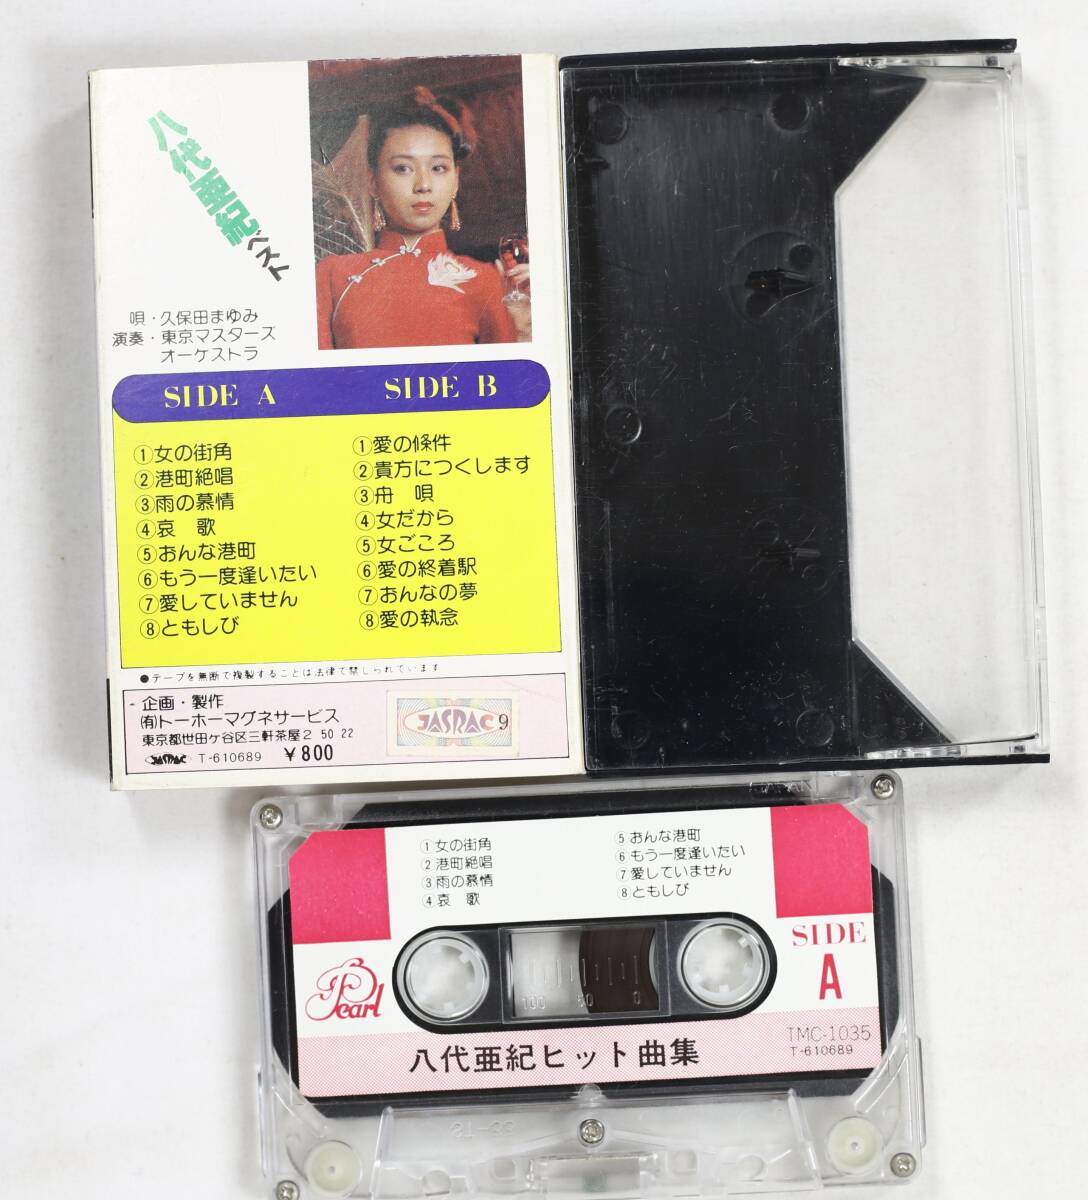 八代亜紀ベスト
唄・久保田まゆみ
演奏・東京マスターズ
オーケストラ
SIDE A
①女の街角
②港町絶唱
③雨の慕情
④哀 歌
⑤おんな港町
⑥もう一度逢いたい
⑦愛していません
⑧ともしび
SIDE B
①愛の條件
②貴方につくします
③舟 唄
④女だから
⑤女ごころ
⑥愛の終着駅
⑦おんなの夢
⑧愛の執念
●テープを無断で複製することは法律で禁じられています
企画・製作
(有)トーホーマグネサービス
東京都世田ヶ谷区三軒茶屋2 50 22
JASRAC T-610689 ￥800
JASRAC 9
JAPAN
①女の街角
②港町絶唱
③雨の慕情
④哀 歌
⑤おんな港町
⑥もう一度逢いたい
⑦愛していません
⑧ともしび
SIDE
A
Pearl
100 50 0
TMC-1035
T-610689
八代亜紀ヒット曲集